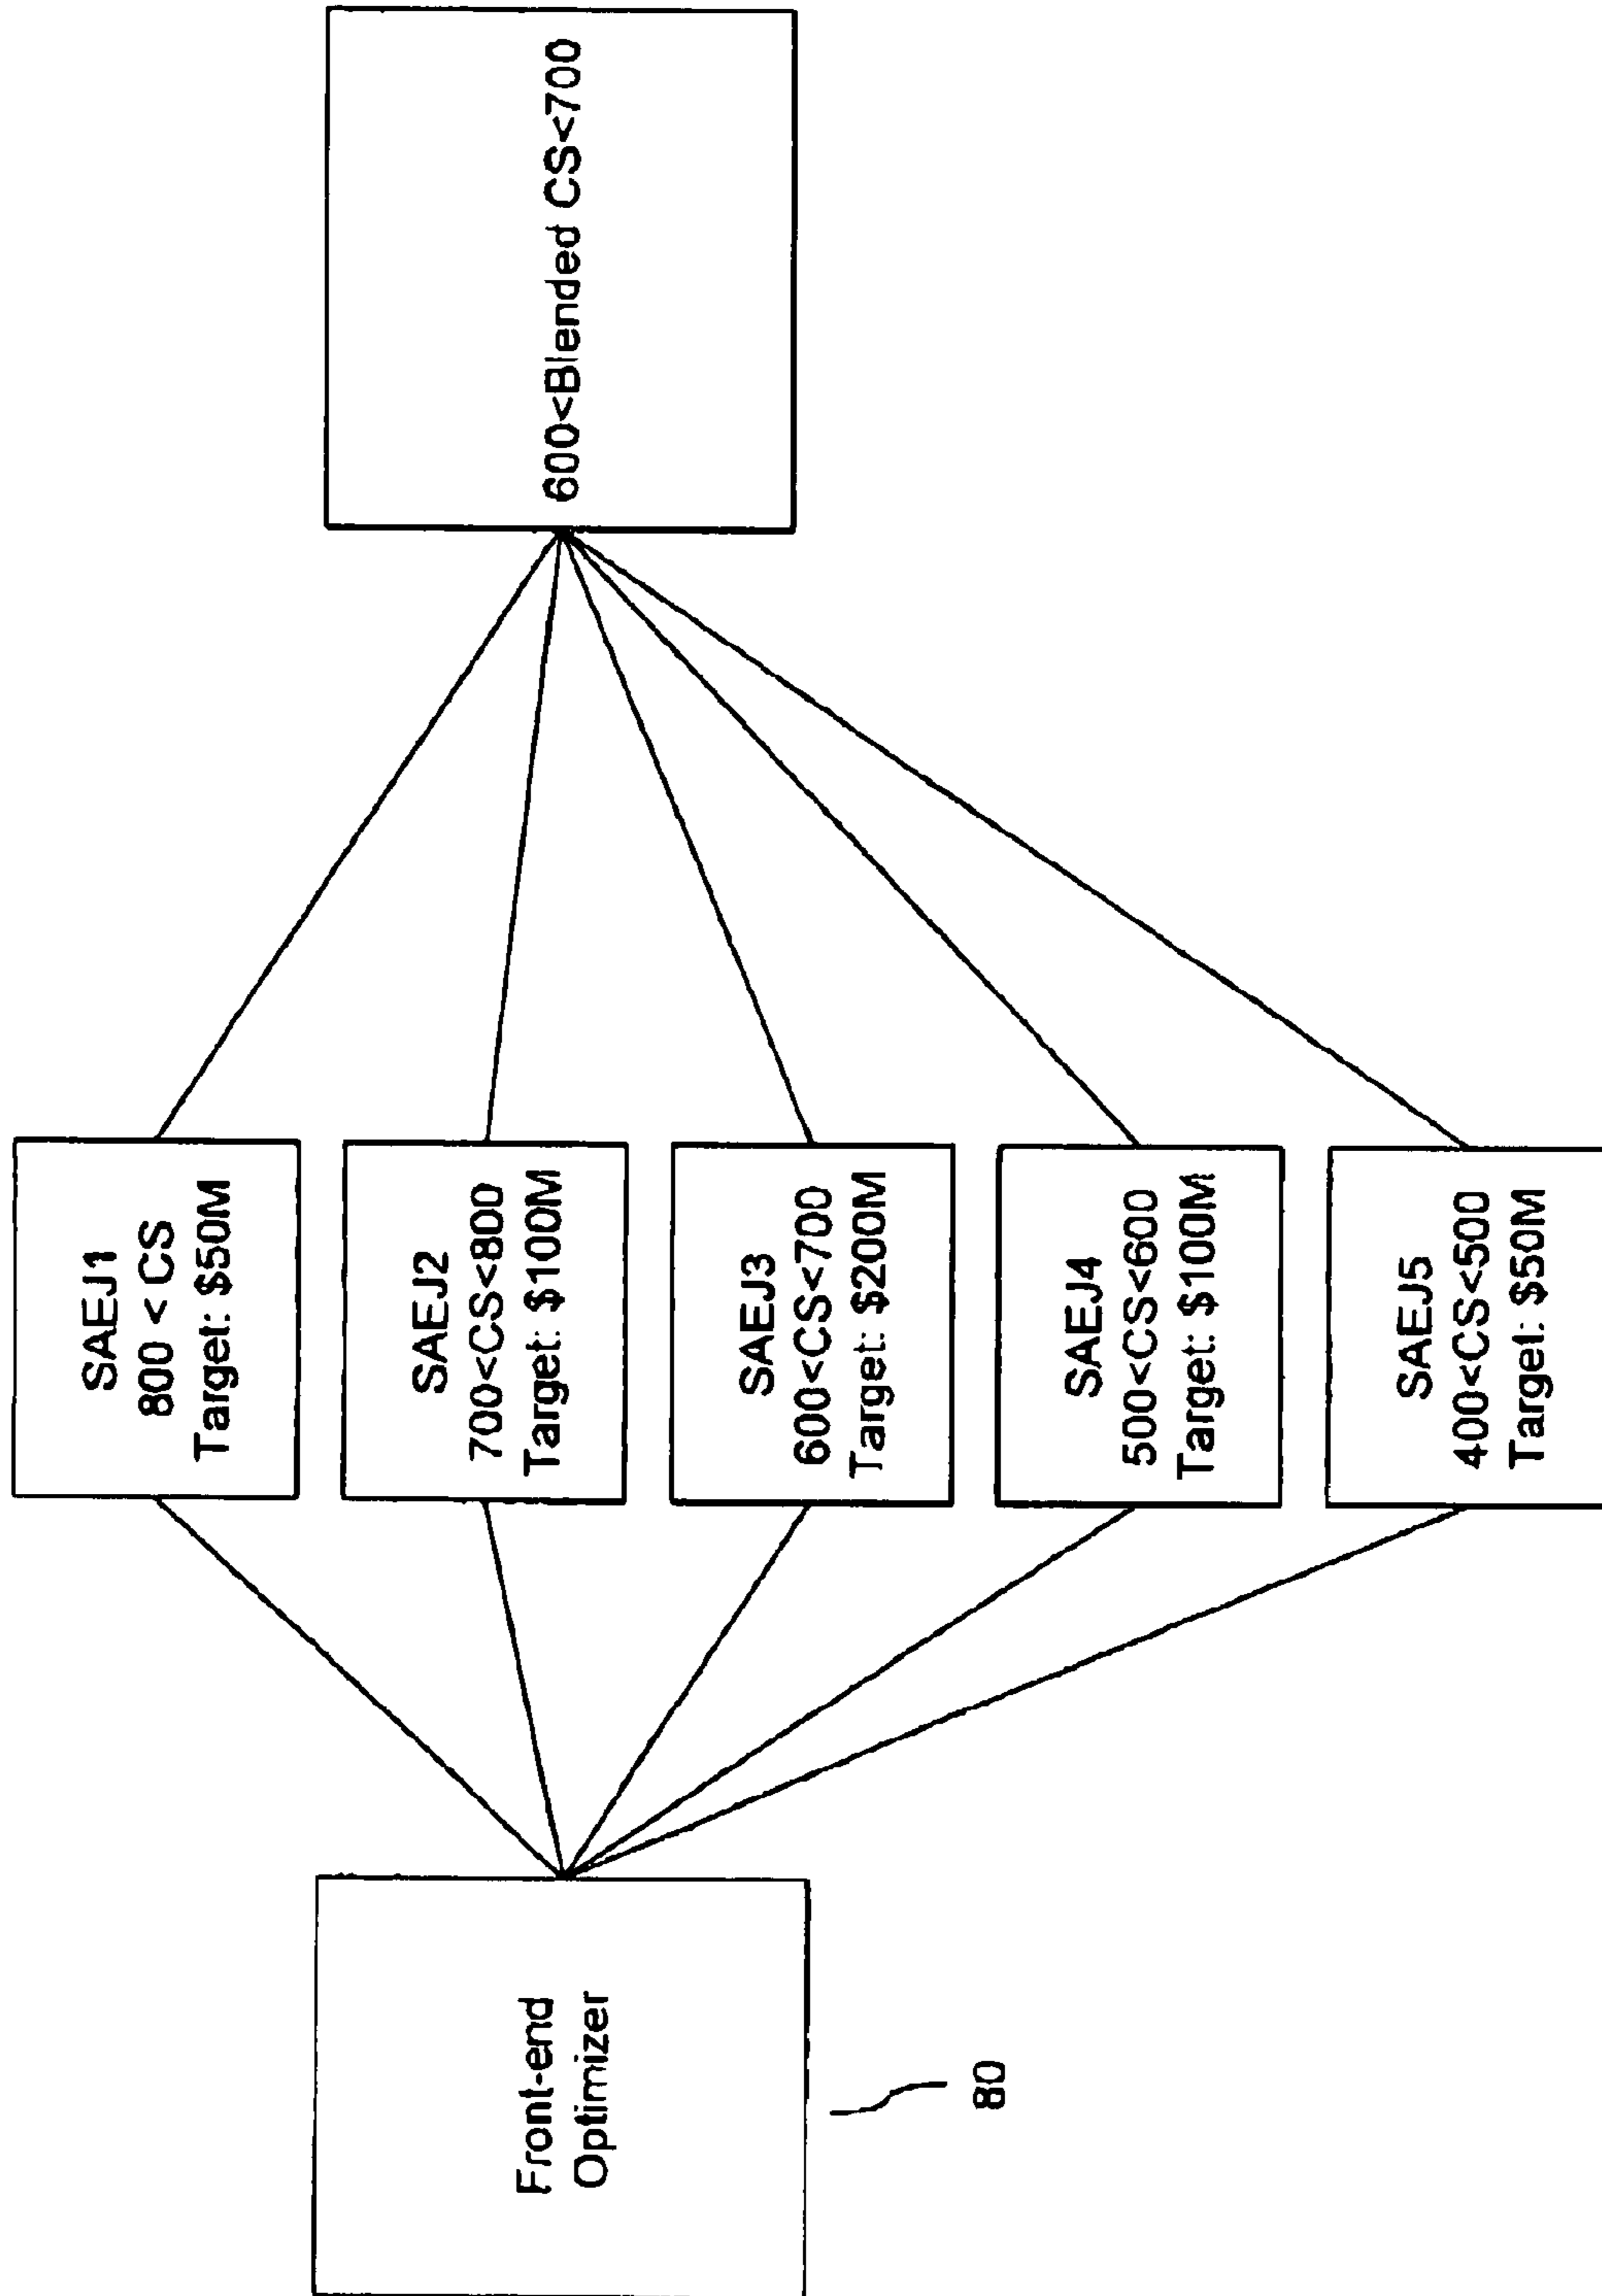 Front-end
Optimizer
80
SAEJ1
800 < CS
Target: $50M
SAEJ2
700<CS<800
Target: $100M
SAEJ3
600<CS<700
Target: $200M
SAEJ4
500<CS<600
Target: $100M
SAEJ5
400<CS<500
Target: $50M
600<Blended CS<700